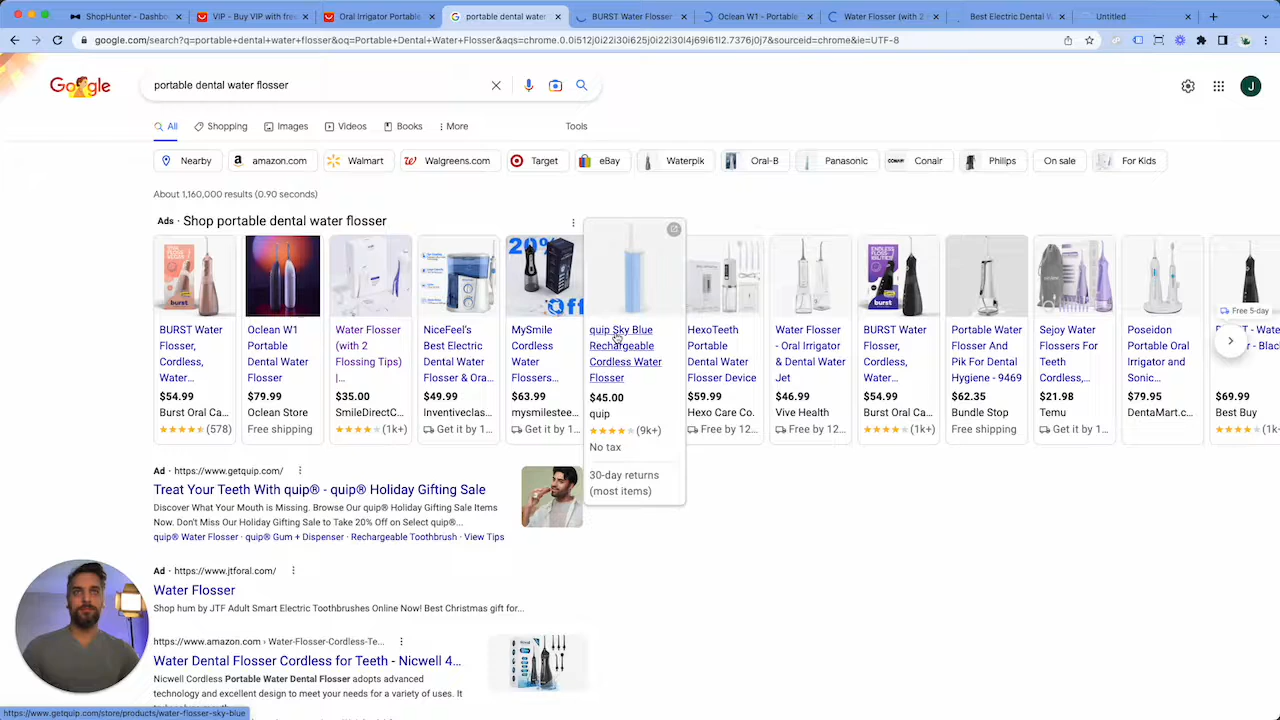 ShopHunter - Dashbo
VIP - Buy VIP with free
Oral Irrigator Portable
portable dental water
BURST Water Flosser
Oclean W1 - Portable
Water Flosser (with 2
Best Electric Dental W
Untitled
google.com/search?q=portable+dental+water+flosser&oq=Portable+Dental+Water+Flosser&aqs=chrome.0.0i512j0i22i30i625j0i22i30l4j69i61l2.7376j0j7&sourceid=chrome&ie=UTF-8
Google
portable dental water flosser
J
All
Shopping
Images
Videos
Books
More
Tools
Nearby
amazon.com
Walmart
Walgreens.com
Target
eBay
Waterpik
Oral-B
Panasonic
Conair
Philips
On sale
For Kids
About 1,160,000 results (0.90 seconds)
Ads · Shop portable dental water flosser
BURST Water
Flosser,
Cordless,
Water...
$54.99
Burst Oral Ca...
(578)
Oclean W1
Portable
Dental Water
Flosser
$79.99
Oclean Store
Free shipping
Water Flosser
(with 2
Flossing Tips)
|...
$35.00
SmileDirectC...
(1k+)
NiceFeel's
Best Electric
Dental Water
Flosser & Ora...
$49.99
Inventiveclas...
Get it by 1...
20%
Off
MySmile
Cordless
Water
Flossers...
$63.99
mysmilestee...
Get it by 1...
quip Sky Blue
Rechargeable
Cordless Water
Flosser
$45.00
quip
(9k+)
No tax
30-day returns
(most items)
HexoTeeth
Portable
Dental Water
Flosser Device
$59.99
Hexo Care Co.
Free by 12...
Water Flosser
- Oral Irrigator
& Dental Water
Jet
$46.99
Vive Health
Free by 12...
BURST Water
Flosser,
Cordless,
Water...
$54.99
Burst Oral Ca...
(1k+)
Portable Water
Flosser And
Pik For Dental
Hygiene - 9469
$62.35
Bundle Stop
Free shipping
Sejoy Water
Flossers For
Teeth
Cordless,...
$21.98
Temu
(1k+)
Poseidon
Portable Oral
Irrigator and
Sonic...
$79.95
DentaMart.c...
Free 5-day
$69.99
Best Buy
(1k+
Ad · https://www.getquip.com/
Treat Your Teeth With quip® - quip® Holiday Gifting Sale
Discover What Your Mouth is Missing. Browse Our quip® Holiday Gifting Sale Items
Now. Don't Miss Our Holiday Gifting Sale to Take 20% Off on Select quip®...
quip® Water Flosser · quip® Gum + Dispenser · Rechargeable Toothbrush · View Tips
Ad · https://www.jtforal.com/
Water Flosser
Shop hum by JTF Adult Smart Electric Toothbrushes Online Now! Best Christmas gift for...
https://www.amazon.com › Water-Flosser-Cordless-Te...
Water Dental Flosser Cordless for Teeth - Nicwell 4...
Nicwell Cordless Portable Water Dental Flosser adopts advanced
technology and excellent design to meet your needs for a variety of uses. It
https://www.getquip.com/store/products/water-flosser-sky-blue